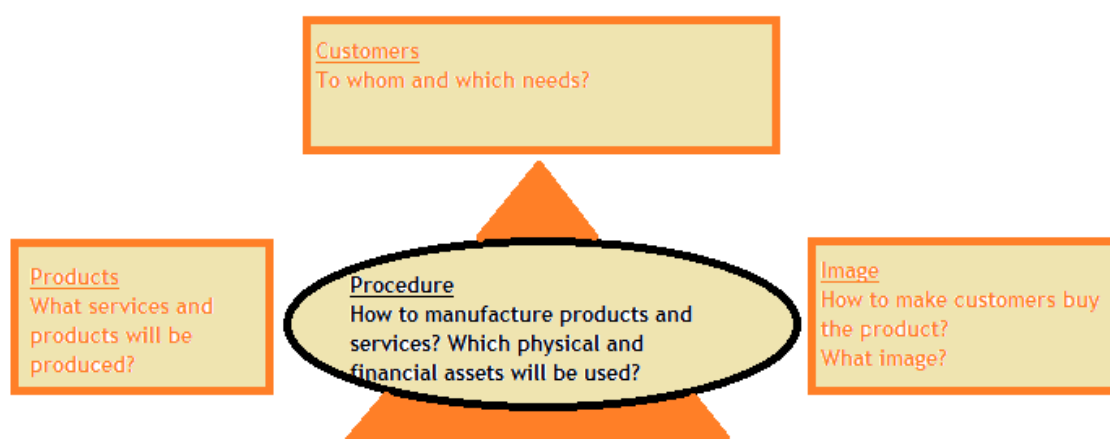 Customers
To whom and which needs?
Products
What services and
products will be
produced?
Procedure
How to manufacture products and
services? Which physical and
financial assets will be used?
Image
How to make customers buy
the product?
What image?